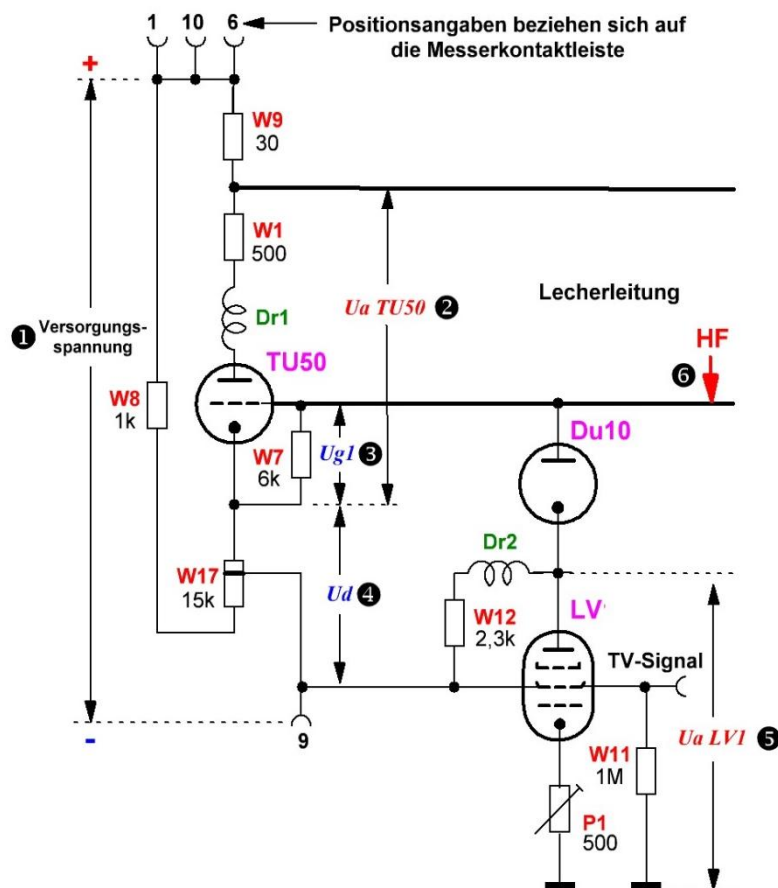 1 10 6 Positionsangaben beziehen sich auf
die Messerkontaktleiste
+
W9
30
W1
500
Ua TU50 ❷
Lecherleitung
❶ Versorgungs-
spannung
Dr1
HF
TU50
❻
W8
1k
Du10
W7
6k
Ug1 ❸
Dr2
W17
15k
Ud ❹
W12
2,3k
LV
TV-Signal
-
9
Ua LV1 ❺
W11
1M
P1
500